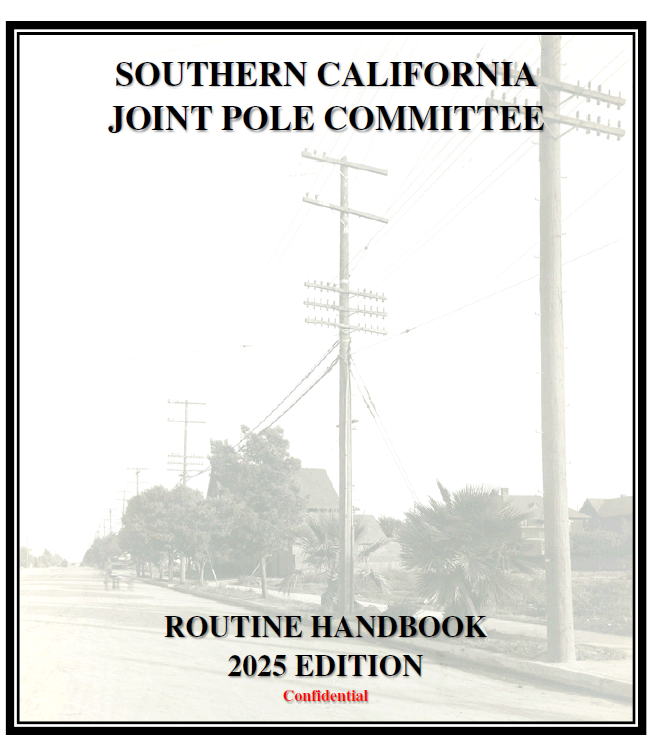 SOUTHERN CALIFORNIA
JOINT POLE COMMITTEE
ROUTINE HANDBOOK
2025 EDITION
Confidential